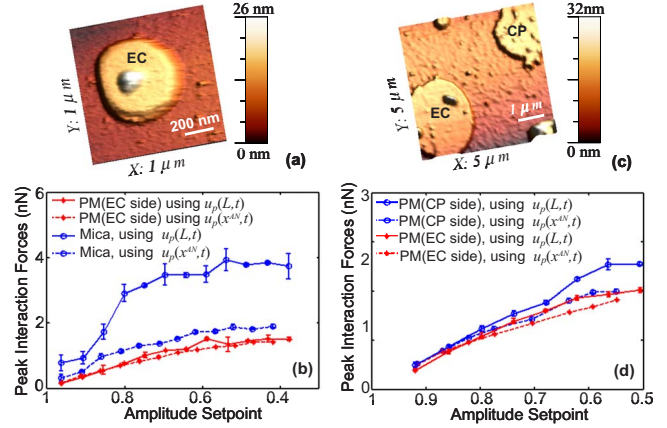 26 nm
EC
200 nm
Y: 1 μm
X: 1 μm
0 nm
(a)
32nm
CP
EC
1 μm
Y: 5 μm
X: 5 μm
0 nm
(c)
Peak Interaction Forces (nN)
6
4
2
0
PM(EC side) using u_p(L,t)
PM(EC side) using u_p(x^AN,t)
Mica, using u_p(L,t)
Mica, using u_p(x^AN,t)
(b)
1 0.8 0.6 0.4
Amplitude Setpoint
Peak Interaction Forces (nN)
3
2
1
0
PM(CP side), using u_p(L,t)
PM(CP side), using u_p(x^AN,t)
PM(EC side), using u_p(L,t)
PM(EC side), using u_p(x^AN,t)
(d)
1 0.9 0.8 0.7 0.6 0.5
Amplitude Setpoint